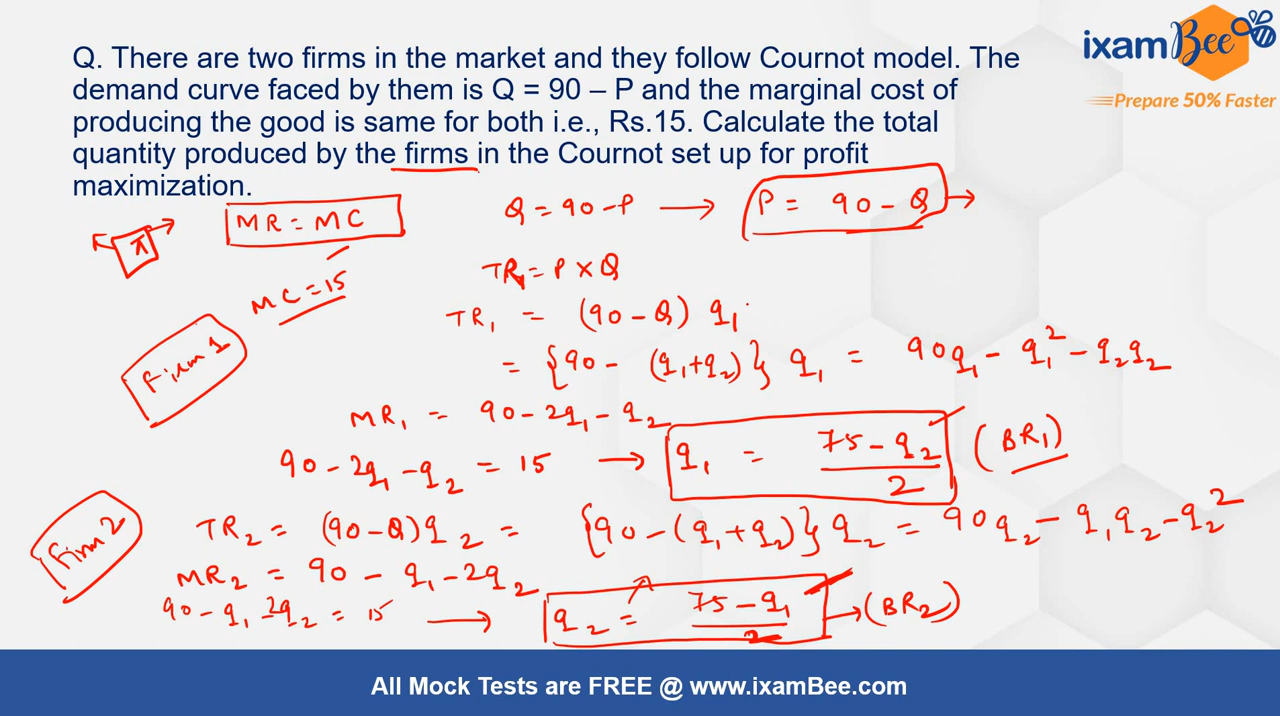 ixamBee
Prepare 50% Faster
Q. There are two firms in the market and they follow Cournot model. The
demand curve faced by them is Q = 90 – P and the marginal cost of
producing the good is same for both i.e., Rs.15. Calculate the total
quantity produced by the firms in the Cournot set up for profit
maximization.
π
MR = MC
Q = 90 - P → P = 90 - Q →
MC = 15
TR₁ = P × Q
TR₁ = (90 - Q) q₁
Firm 1
= {90 - (q₁+q₂)} q₁ = 90q₁ - q₁² - q₂q₂
MR₁ = 90 - 2q₁ - q₂
90 - 2q₁ - q₂ = 15 → q₁ = (75 - q₂)/2 (BR₁)
Firm 2
TR₂ = (90 - Q) q₂ = {90 - (q₁ + q₂)} q₂ = 90q₂ - q₁q₂ - q₂²
MR₂ = 90 - q₁ - 2q₂
90 - q₁ - 2q₂ = 15 → q₂ = (75 - q₁)/2 → (BR₂)
All Mock Tests are FREE @ www.ixamBee.com